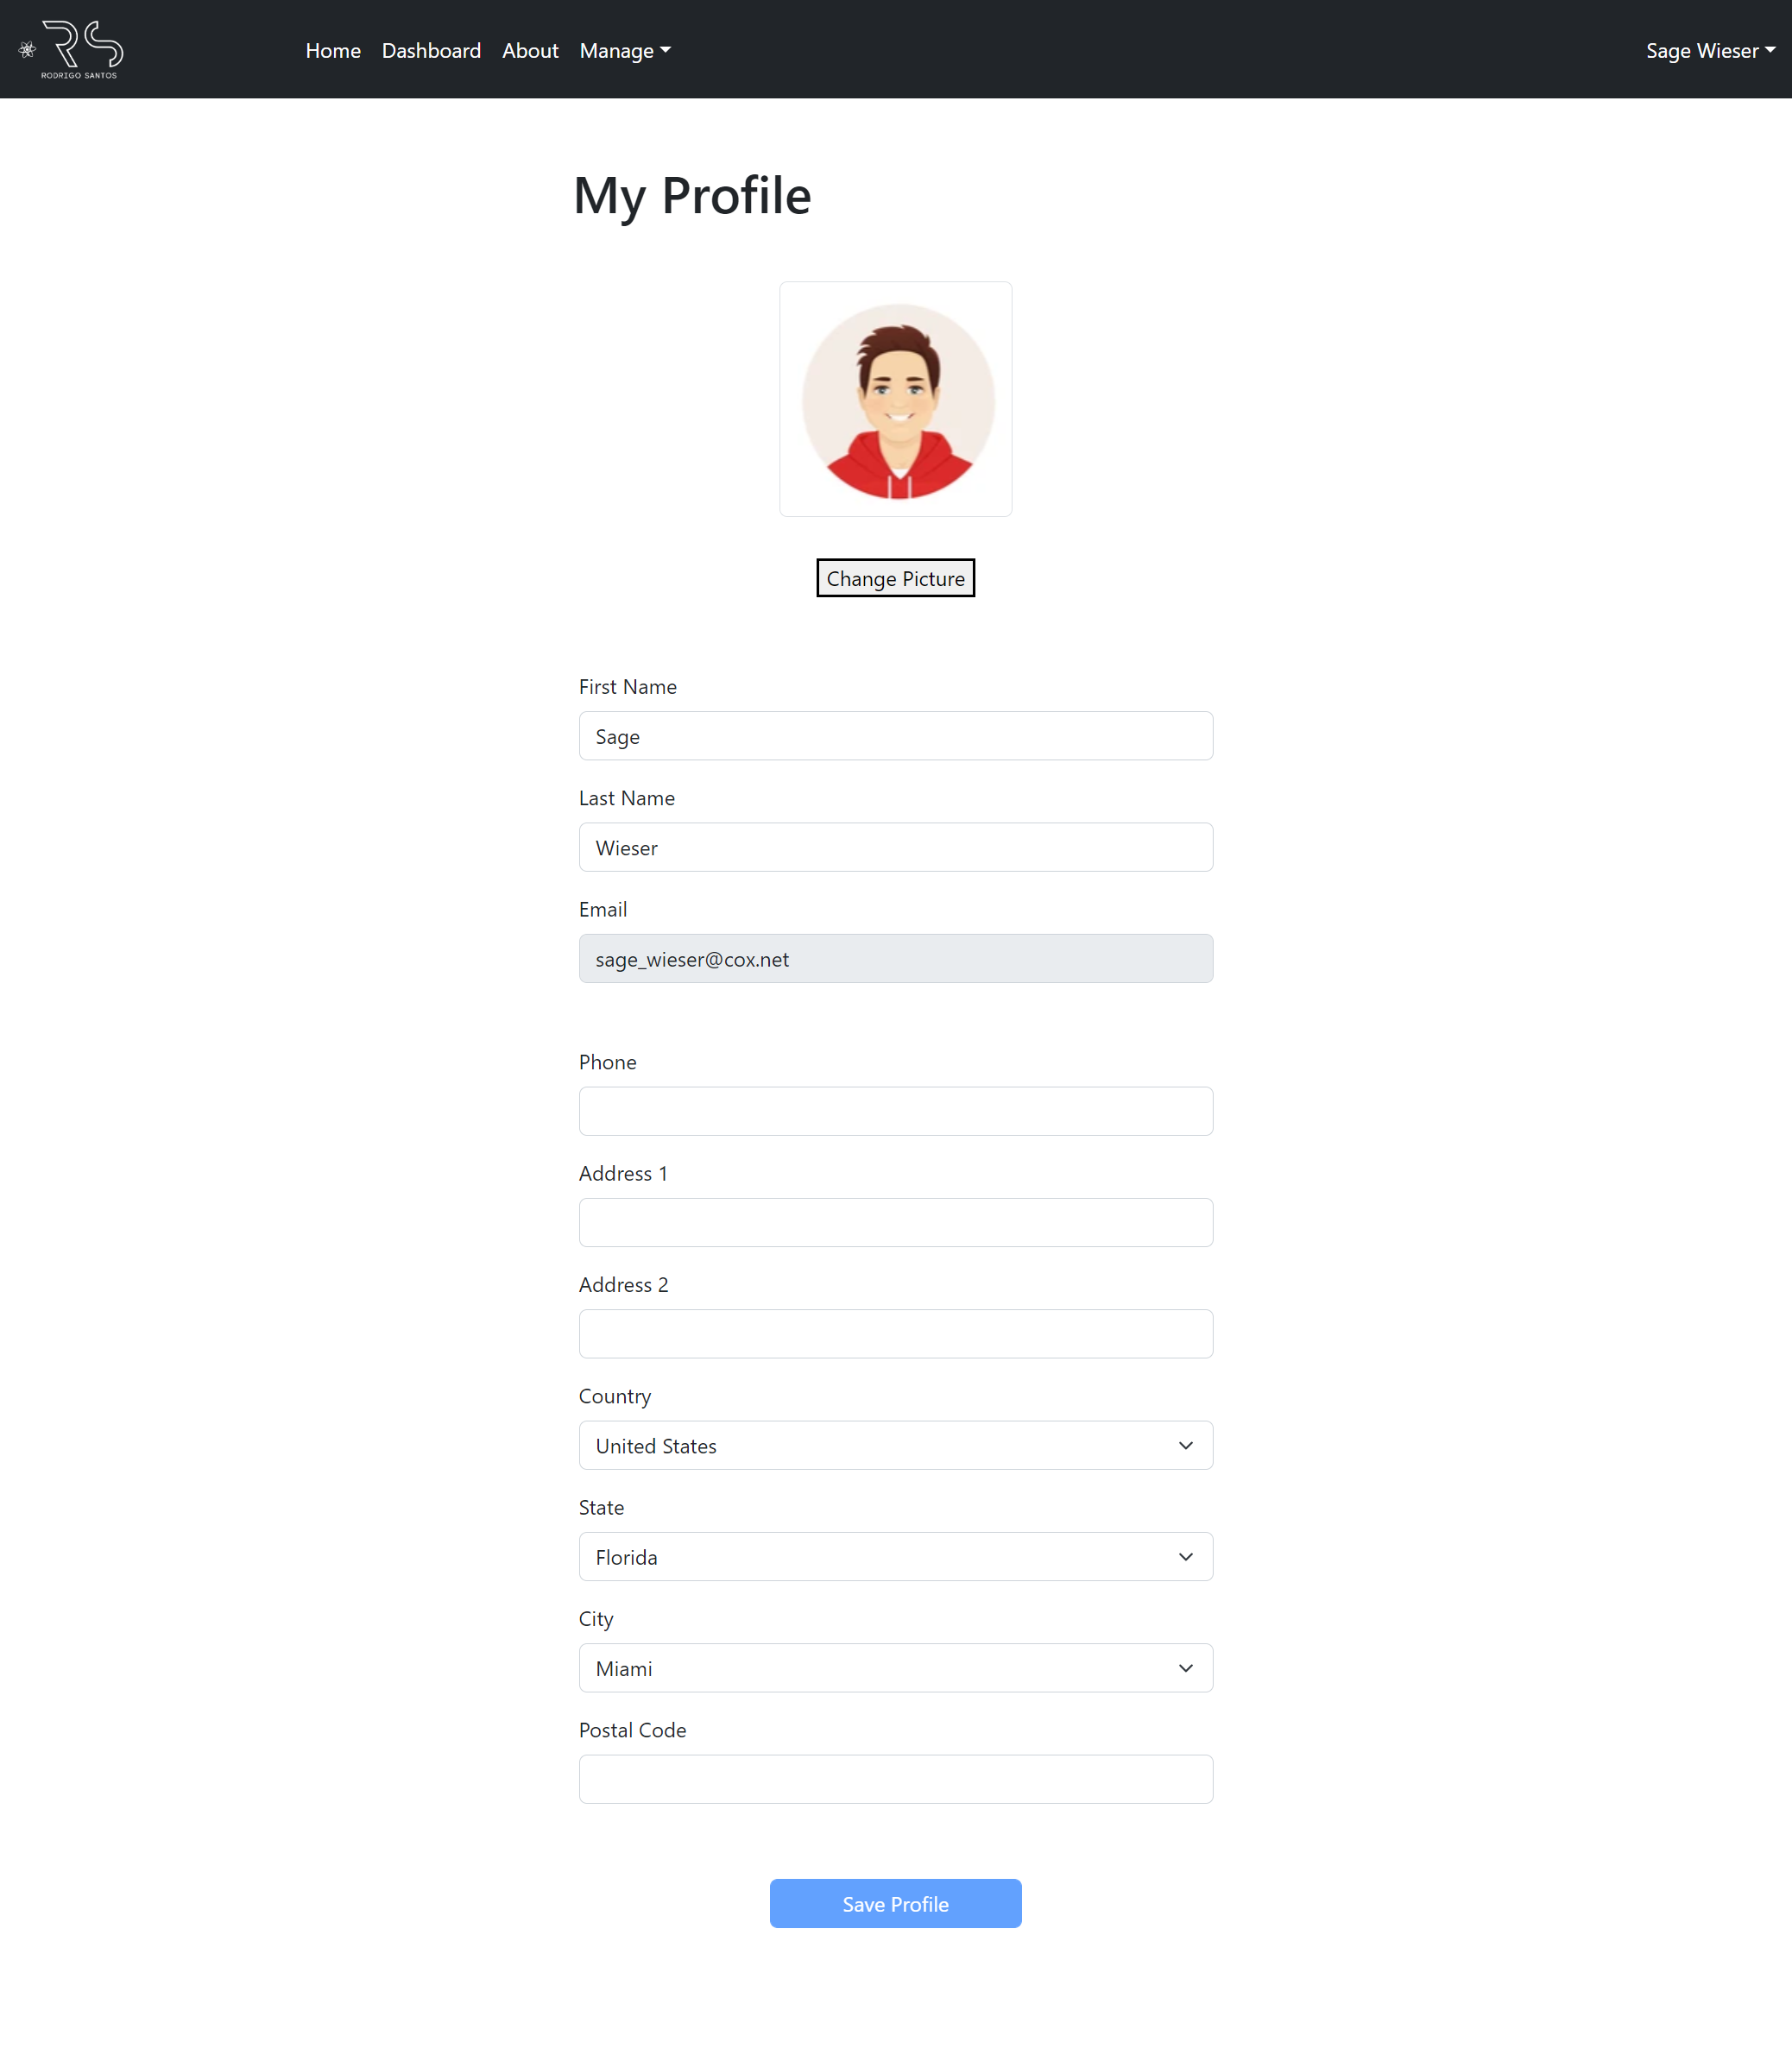 RS
RODRIGO SANTOS
Home Dashboard About Manage Sage Wieser
My Profile
Change Picture
First Name
Sage
Last Name
Wieser
Email
sage_wieser@cox.net
Phone
Address 1
Address 2
Country
United States
State
Florida
City
Miami
Postal Code
Save Profile